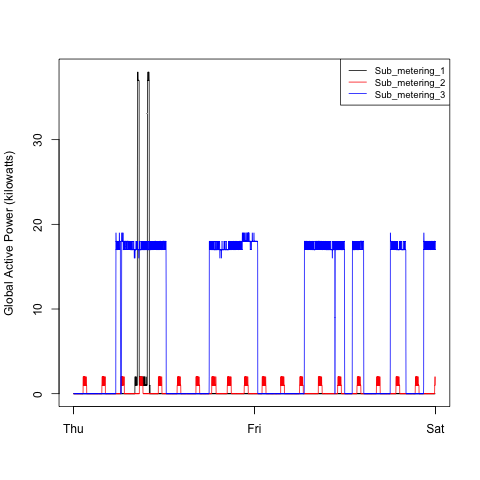 Sub_metering_1
Sub_metering_2
Sub_metering_3
Global Active Power (kilowatts)
30
20
10
0
Thu Fri Sat